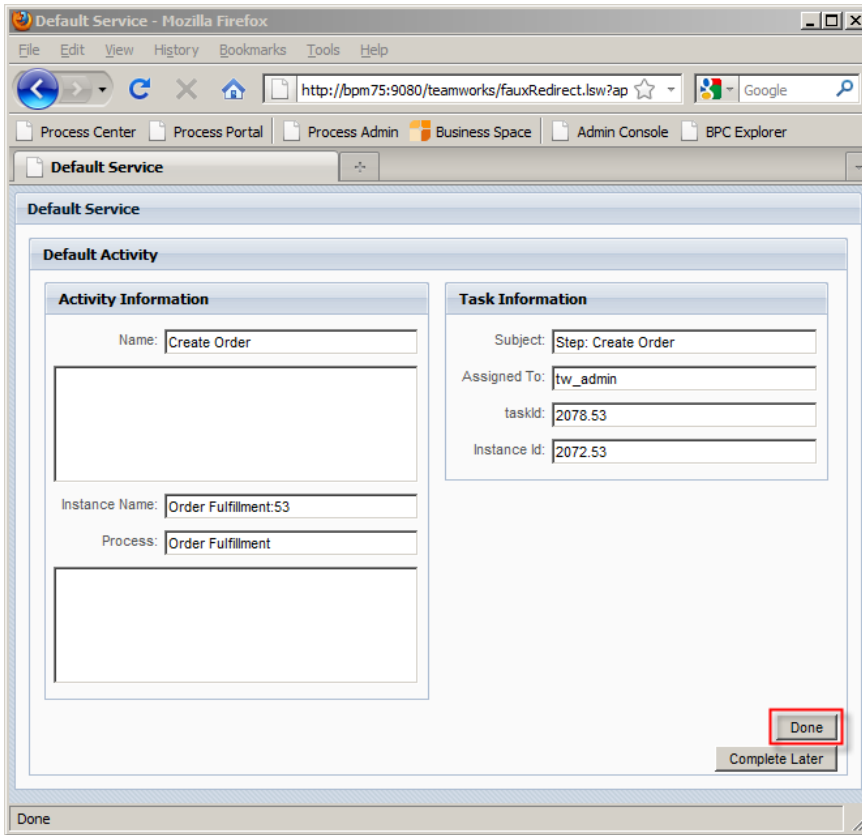 Default Service - Mozilla Firefox
File Edit View History Bookmarks Tools Help
http://bpm75:9080/teamworks/fauxRedirect.lsw?ap Google
Process Center Process Portal Process Admin Business Space Admin Console BPC Explorer
Default Service
Default Service
Default Activity
Activity Information
Name: Create Order
Instance Name: Order Fulfillment:53
Process: Order Fulfillment
Task Information
Subject: Step: Create Order
Assigned To: tw_admin
taskId: 2078.53
Instance Id: 2072.53
Done
Complete Later
Done